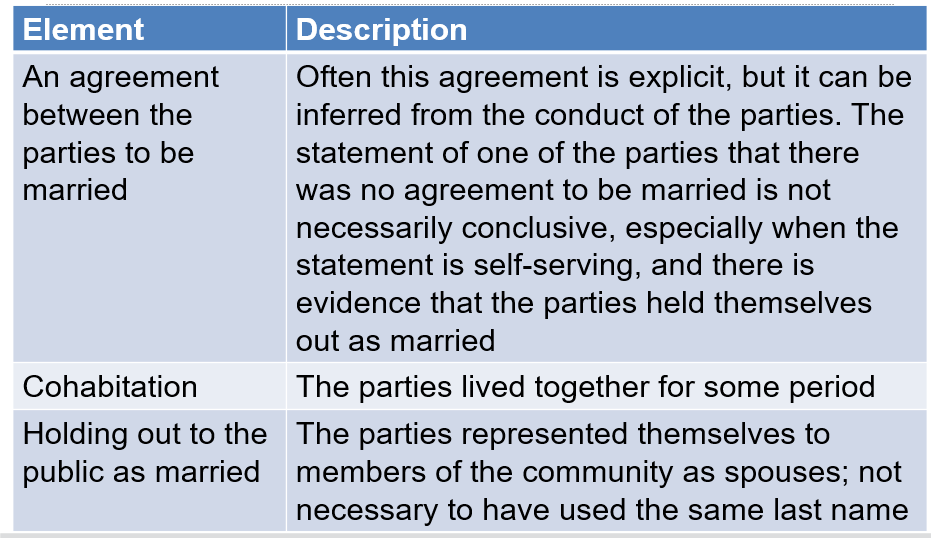 Element
Description
An agreement
between the
parties to be
married
Often this agreement is explicit, but it can be
inferred from the conduct of the parties. The
statement of one of the parties that there
was no agreement to be married is not
necessarily conclusive, especially when the
statement is self-serving, and there is
evidence that the parties held themselves
out as married
Cohabitation
The parties lived together for some period
Holding out to the
public as married
The parties represented themselves to
members of the community as spouses; not
necessary to have used the same last name